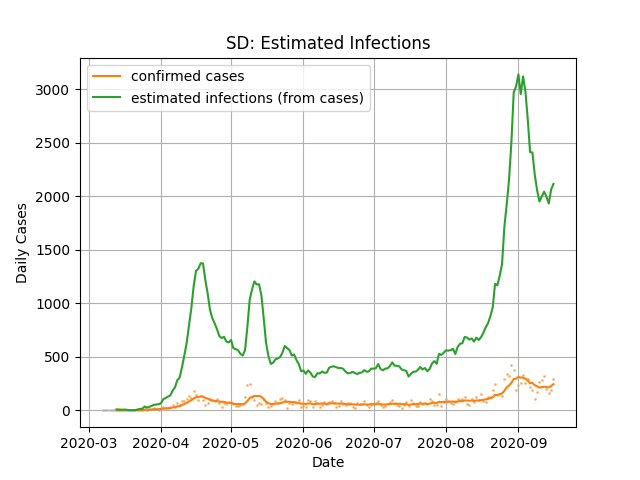 SD: Estimated Infections
confirmed cases
estimated infections (from cases)
3000
2500
2000
1500
1000
500
0
Daily Cases
2020-03 2020-04 2020-05 2020-06 2020-07 2020-08 2020-09
Date